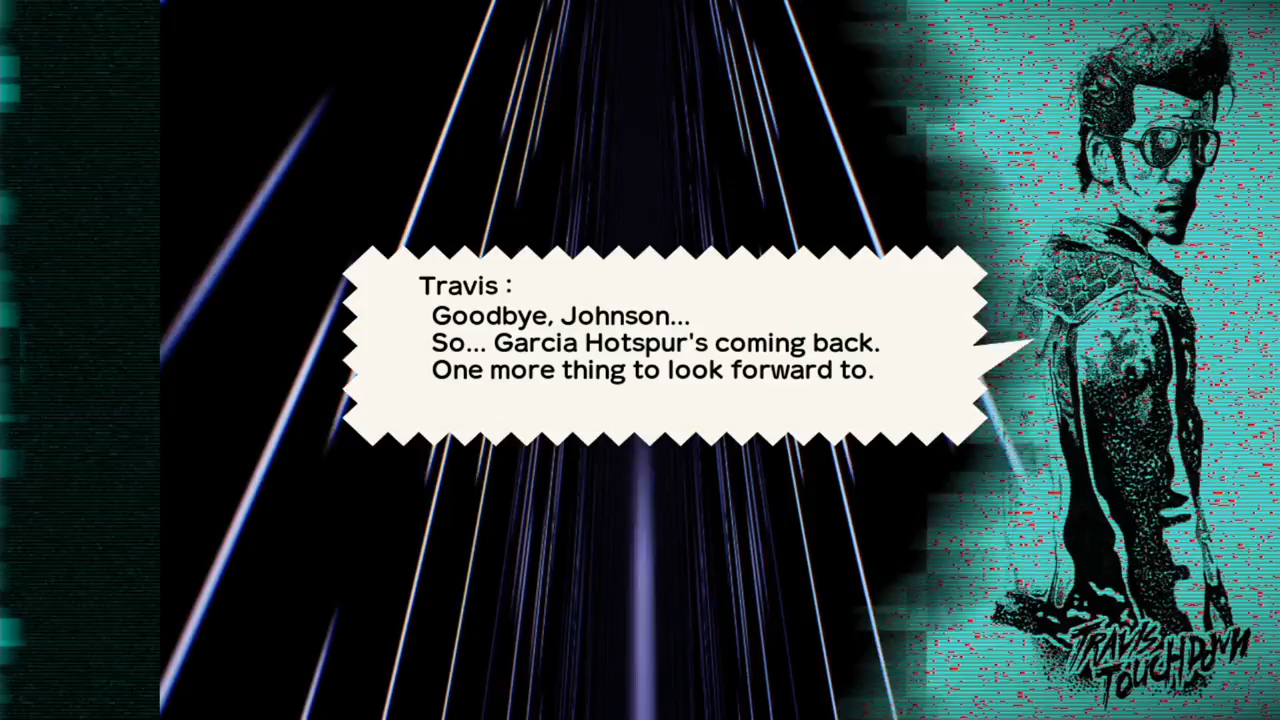 Travis :
Goodbye, Johnson...
So... Garcia Hotspur's coming back.
One more thing to look forward to.
TRAVIS
TOUCHDOWN